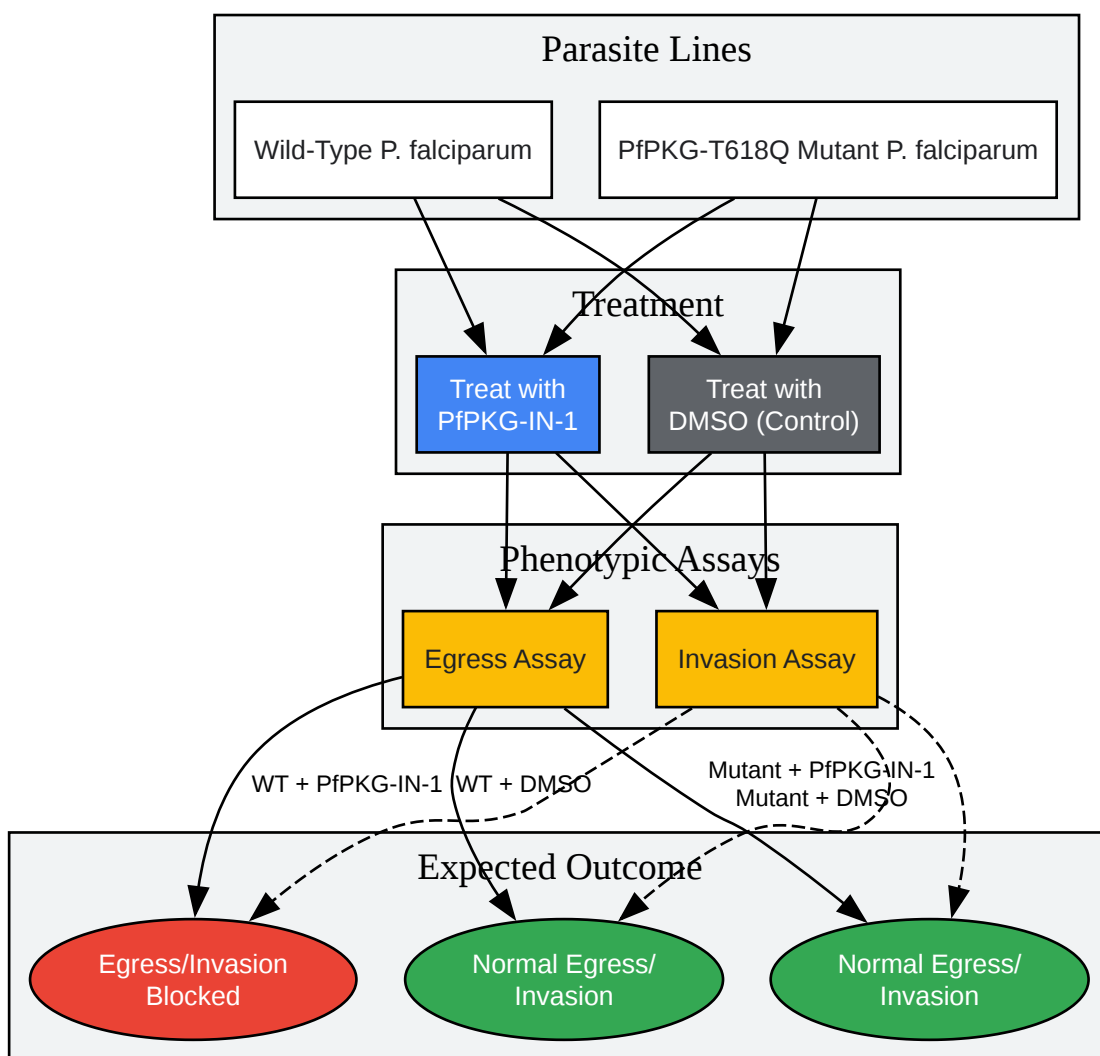 Parasite Lines
Wild-Type P. falciparum
PfPKG-T618Q Mutant P. falciparum
Treatment
Treat with
PfPKG-IN-1
Treat with
DMSO (Control)
Phenotypic Assays
Egress Assay
Invasion Assay
WT + PfPKG-IN-1
WT + DMSO
Mutant + PfPKG-IN-1
Mutant + DMSO
Expected Outcome
Egress/Invasion
Blocked
Normal Egress/
Invasion
Normal Egress/
Invasion